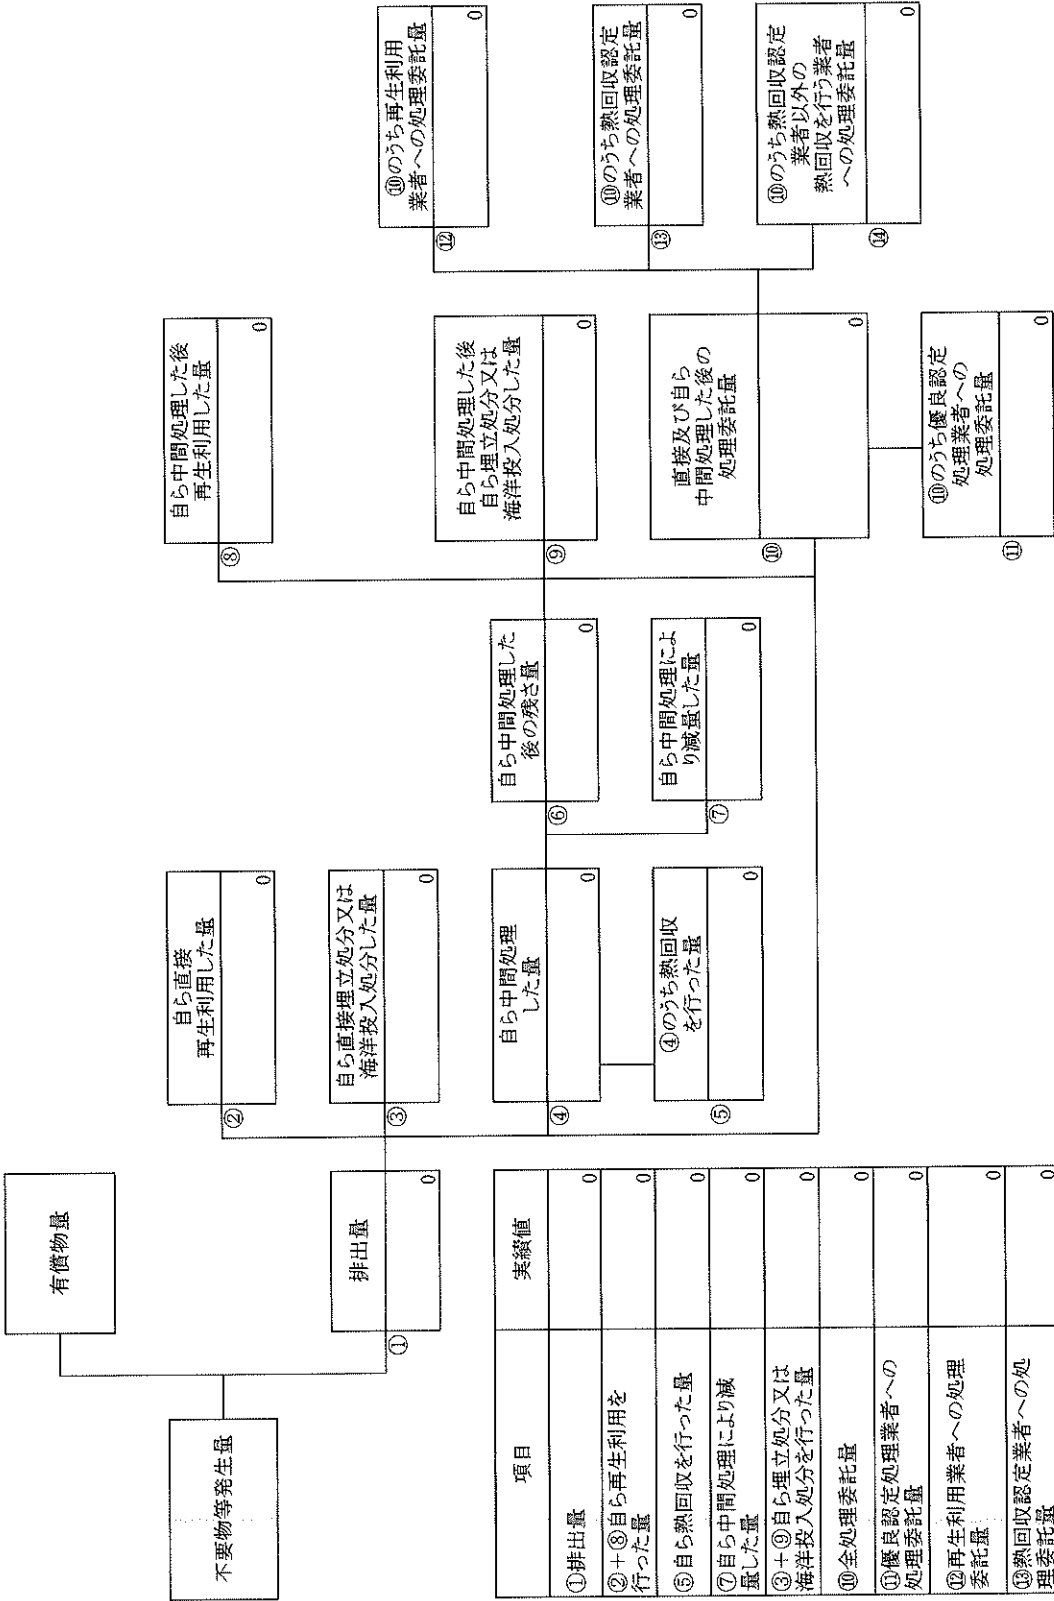 不要物等発生量
有償物量
排出量
①
0
自ら直接
再生利用した量
②
0
自ら直接埋立処分又は
海洋投入処分した量
③
0
自ら中間処理
した量
④
0
④のうち熱回収
を行った量
⑤
0
自ら中間処理した
後の残さ量
⑥
0
自ら中間処理によ
り減量した量
⑦
0
自ら中間処理した後
再生利用した量
⑧
0
自ら中間処理した後
自ら埋立処分又は
海洋投入処分した量
⑨
0
直接及び自ら
中間処理した後の
処理委託量
⑩
0
⑩のうち優良認定
処理業者への
処理委託量
⑪
0
⑩のうち再生利用
業者への処理委託量
⑫
0
⑩のうち熱回収認定
業者への処理委託量
⑬
0
⑩のうち熱回収認定
業者以外の
熱回収を行う業者
への処理委託量
⑭
0
項目 実績値
①排出量 0
②+⑧自ら再生利用を
行った量 0
⑤自ら熱回収を行った量 0
⑦自ら中間処理により減
量した量 0
③+⑨自ら埋立処分又は
海洋投入処分を行った量 0
⑩全処理委託量 0
⑪優良認定処理業者への
処理委託量 0
⑫再生利用業者への処理
委託量 0
⑬熱回収認定業者への処
理委託量 0